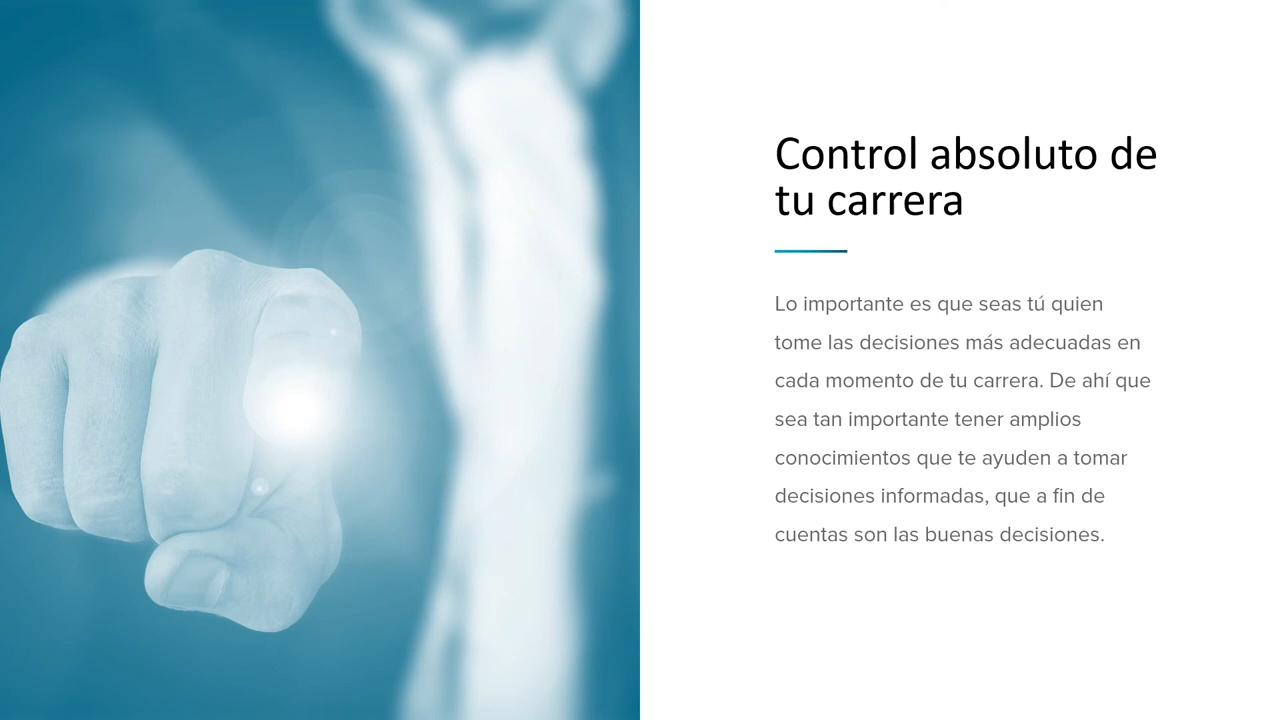 Control absoluto de
tu carrera
Lo importante es que seas tú quien
tome las decisiones más adecuadas en
cada momento de tu carrera. De ahí que
sea tan importante tener amplios
conocimientos que te ayuden a tomar
decisiones informadas, que a fin de
cuentas son las buenas decisiones.